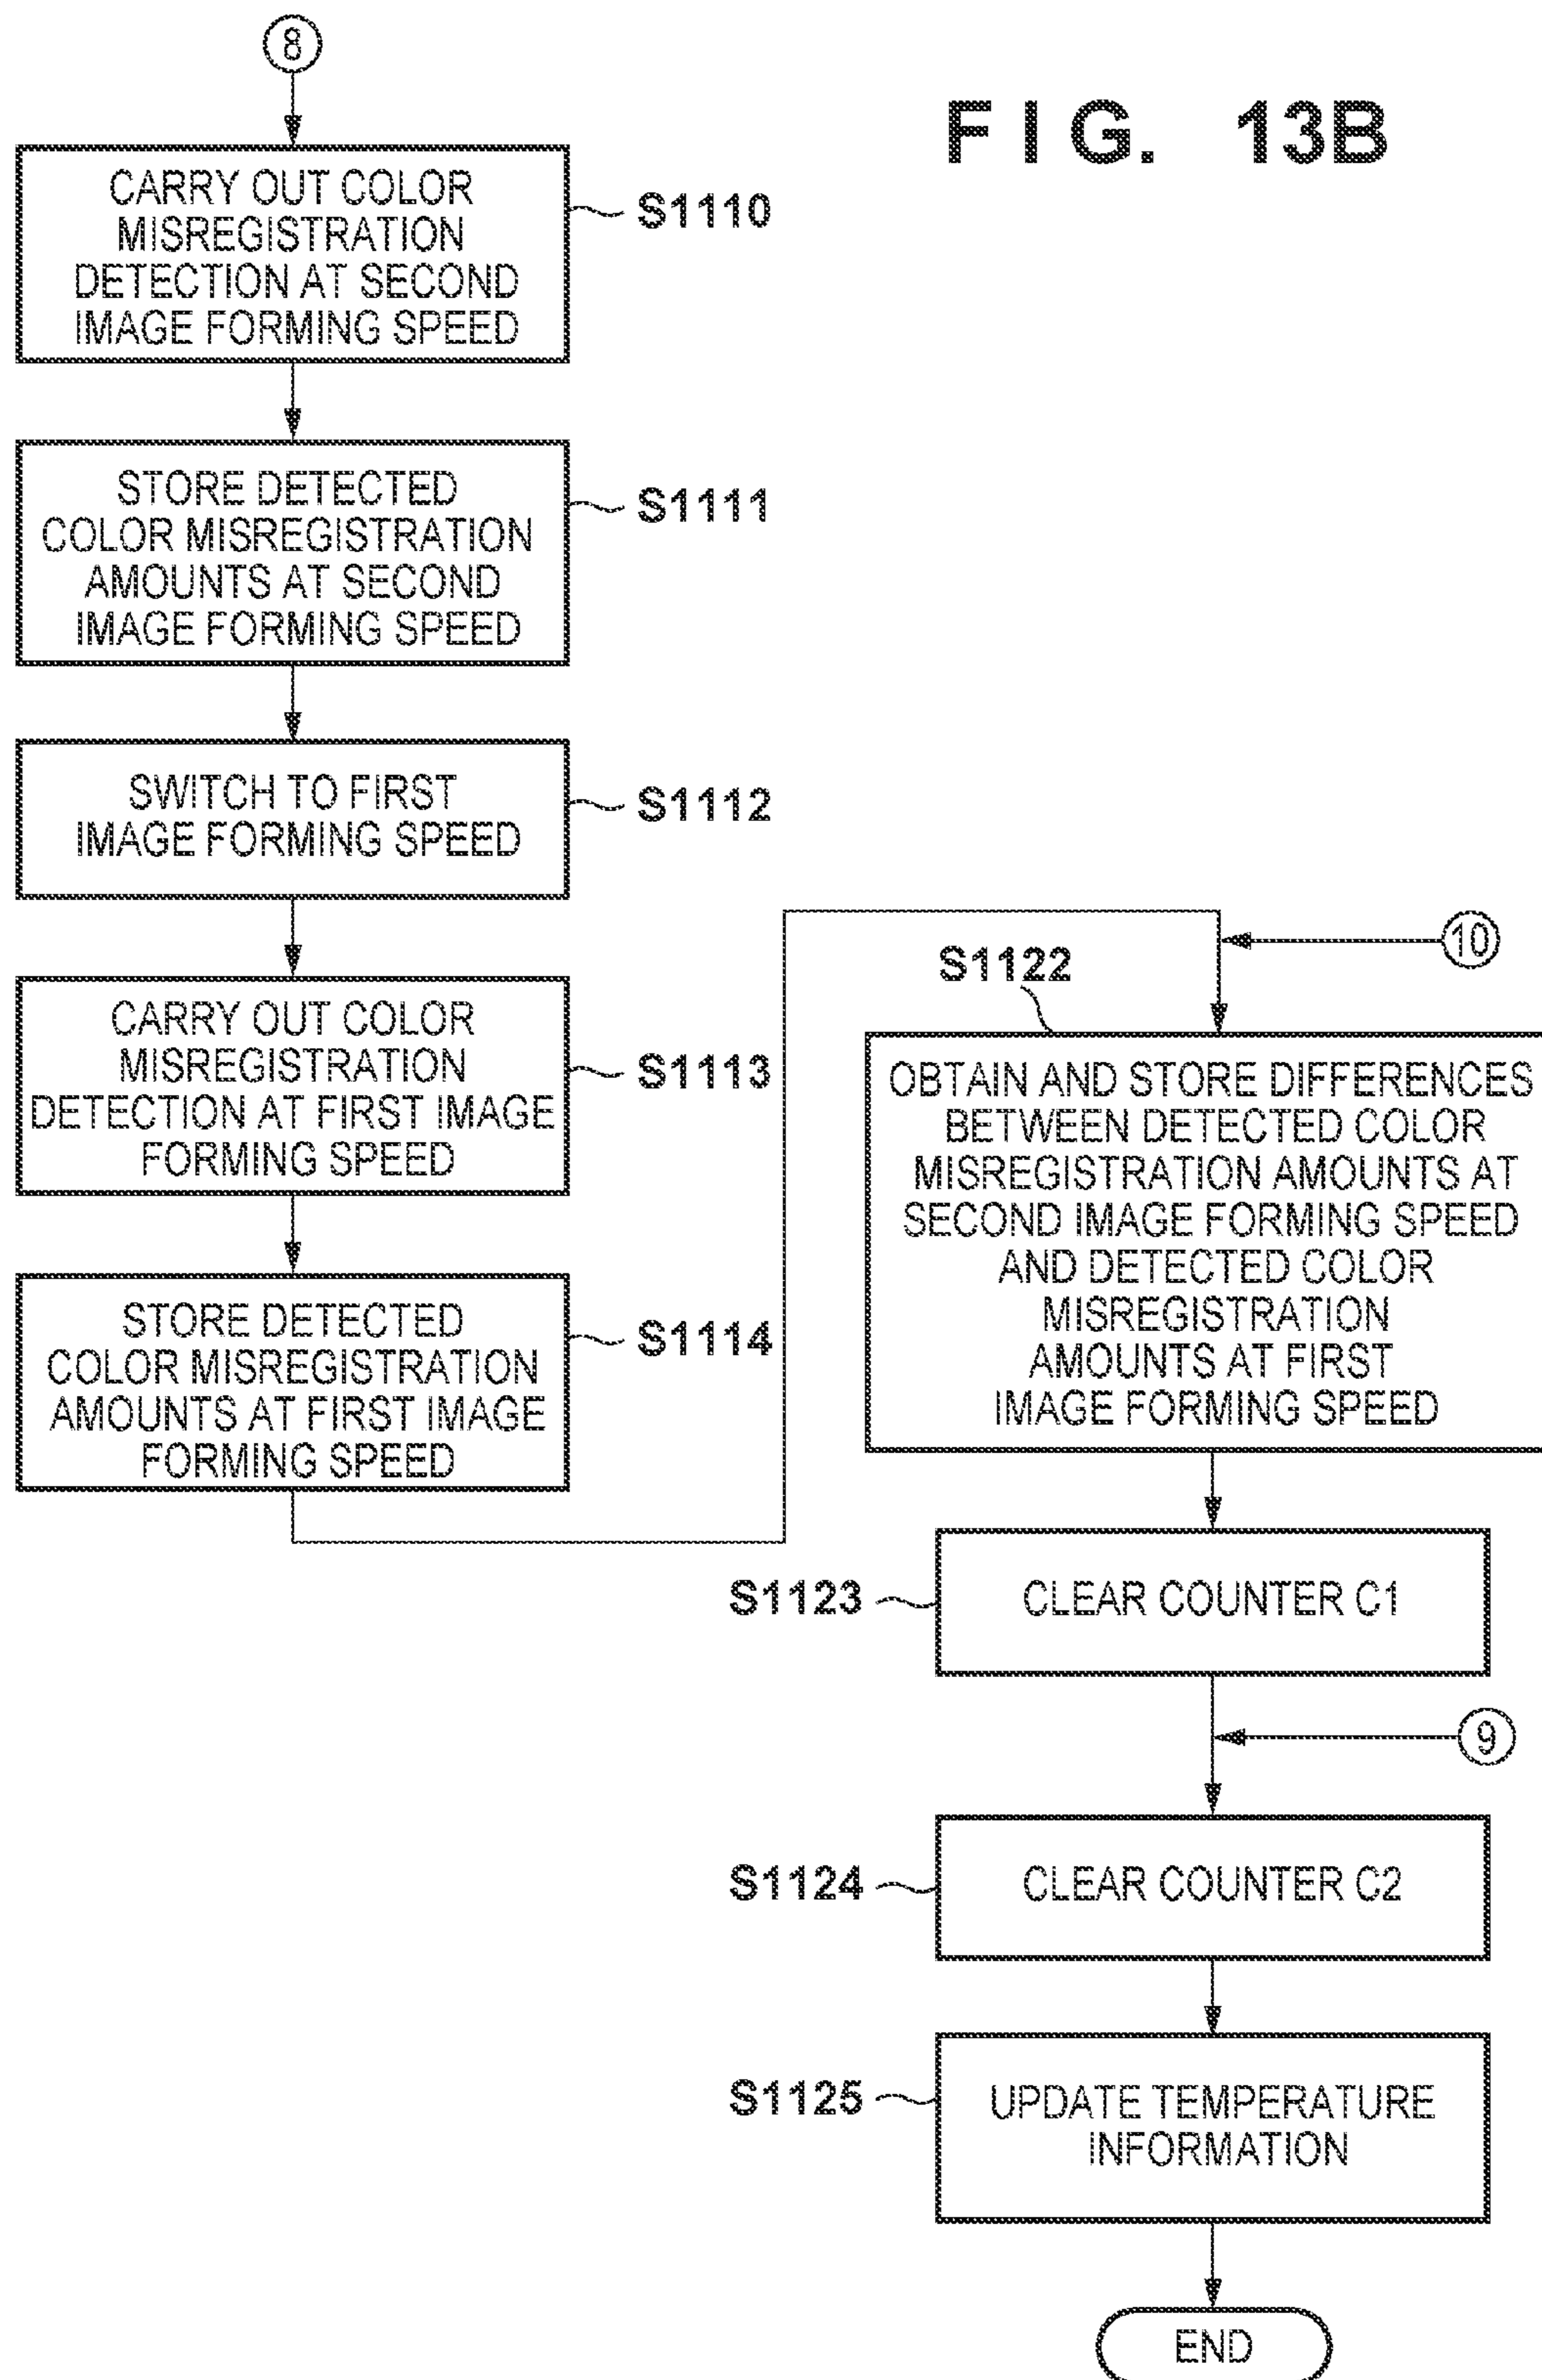 8
FIG. 13B
CARRY OUT COLOR
MISREGISTRATION
DETECTION AT SECOND
IMAGE FORMING SPEED
S1110
STORE DETECTED
COLOR MISREGISTRATION
AMOUNTS AT SECOND
IMAGE FORMING SPEED
S1111
SWITCH TO FIRST
IMAGE FORMING SPEED
S1112
CARRY OUT COLOR
MISREGISTRATION
DETECTION AT FIRST IMAGE
FORMING SPEED
S1113
STORE DETECTED
COLOR MISREGISTRATION
AMOUNTS AT FIRST IMAGE
FORMING SPEED
S1114
10
S1122
OBTAIN AND STORE DIFFERENCES
BETWEEN DETECTED COLOR
MISREGISTRATION AMOUNTS AT
SECOND IMAGE FORMING SPEED
AND DETECTED COLOR
MISREGISTRATION
AMOUNTS AT FIRST
IMAGE FORMING SPEED
S1123
CLEAR COUNTER C1
9
S1124
CLEAR COUNTER C2
S1125
UPDATE TEMPERATURE
INFORMATION
END